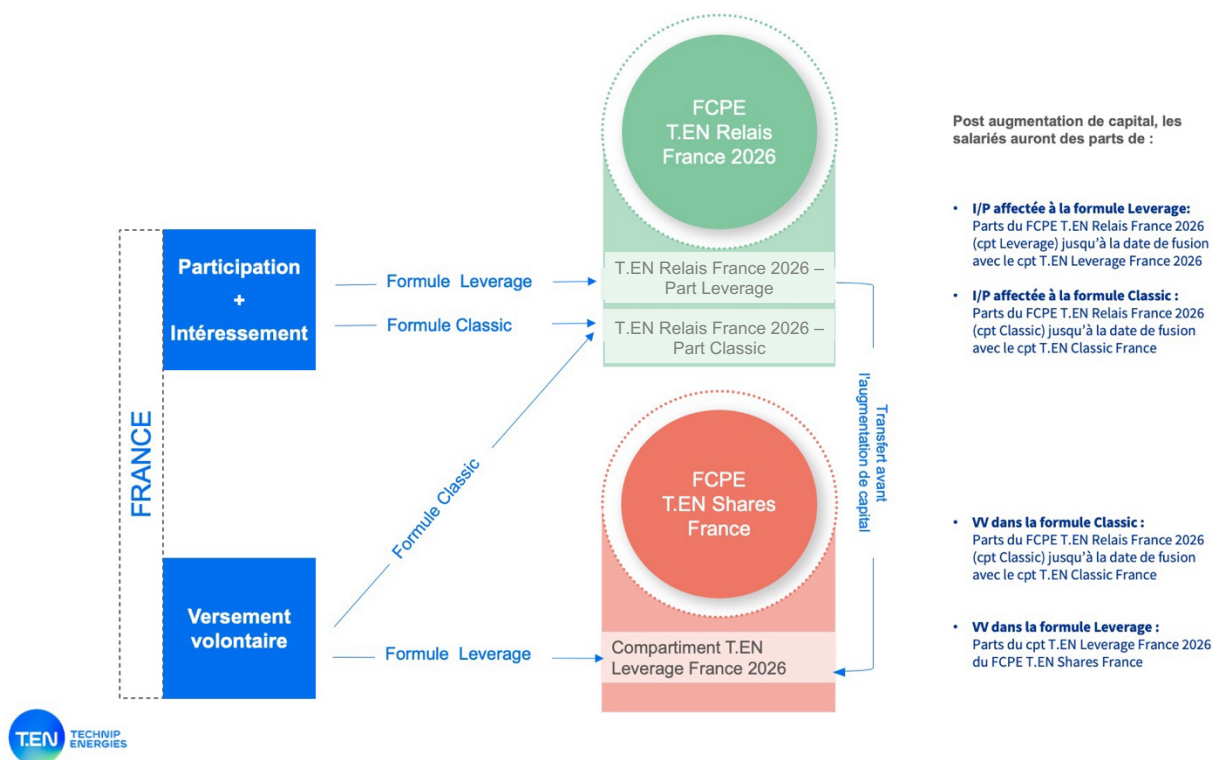 FRANCE
Participation
+
Intéressement
Versement
volontaire
Formule  Leverage
Formule Classic
Formule Classic
Formule  Leverage
FCPE
T.EN Relais
France 2026
T.EN Relais France 2026 –
Part Leverage
T.EN Relais France 2026 –
Part Classic
Transfert avant
l'augmentation de capital
FCPE
T.EN Shares
France
Compartiment T.EN
Leverage France 2026
Post augmentation de capital, les
salariés auront des parts de :
• I/P affectée à la formule Leverage:
Parts du FCPE T.EN Relais France 2026
(cpt Leverage) jusqu'à la date de fusion
avec le cpt T.EN Leverage France 2026
• I/P affectée à la formule Classic :
Parts du FCPE T.EN Relais France 2026
(cpt Classic) jusqu'à la date de fusion
avec le cpt T.EN Classic France
• VV dans la formule Classic :
Parts du FCPE T.EN Relais France 2026
(cpt Classic) jusqu'à la date de fusion
avec le cpt T.EN Classic France
• VV dans la formule Leverage :
Parts du cpt T.EN Leverage France 2026
du FCPE T.EN Shares France
T.EN
TECHNIP
ENERGIES